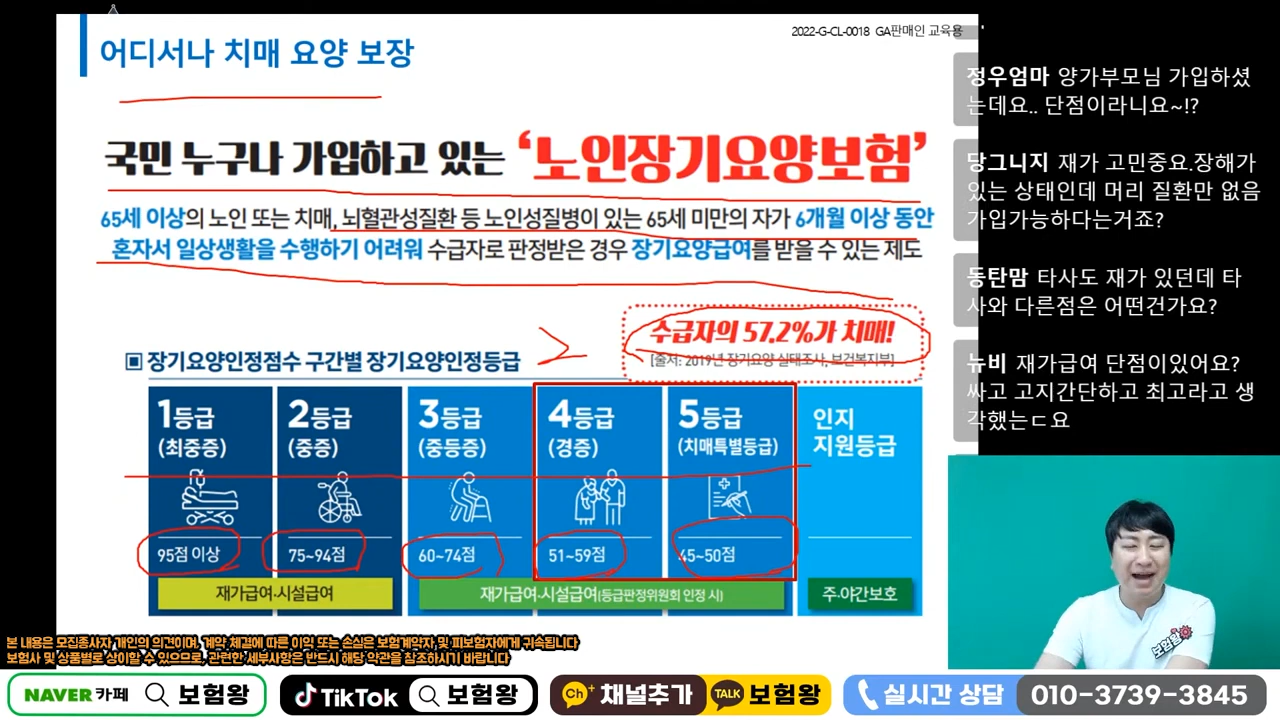 어디서나 치매 요양 보장
2022-G-CL-0018 GA판매인 교육용
국민 누구나 가입하고 있는 ‘노인장기요양보험’
65세 이상의 노인 또는 치매, 뇌혈관성질환 등 노인성질병이 있는 65세 미만의 자가 6개월 이상 동안
혼자서 일상생활을 수행하기 어려워 수급자로 판정받은 경우 장기요양급여를 받을 수 있는 제도
수급자의 57.2%가 치매!
[출처: 2019년 장기요양 실태조사, 보건복지부]
▣ 장기요양인정점수 구간별 장기요양인정등급
1등급
(최중증)
95점 이상
2등급
(중증)
75~94점
재가급여·시설급여
3등급
(중등증)
60~74점
4등급
(경증)
51~59점
5등급
(치매특별등급)
45~50점
재가급여·시설급여(등급판정위원회 인정 시)
인지
지원등급
주·야간보호
정우엄마 양가부모님 가입하셨
는데요.. 단점이라니요~!?
당그니지 재가 고민중요.장해가
있는 상태인데 머리 질환만 없음
가입가능하다는거죠?
동탄맘 타사도 재가 있던데 타
사와 다른점은 어떤건가요?
뉴비 재가급여 단점이있어요?
싸고 고지간단하고 최고라고 생
각했는ㄷ요
보험왕
본 내용은 모집종사자 개인의 의견이며, 계약 체결에 따른 이익 또는 손실은 보험계약자 및 피보험자에게 귀속됩니다
보험사 및 상품별로 상이할 수 있으므로, 관련한 세부사항은 반드시 해당 약관을 참조하시기 바랍니다
NAVER 카페 보험왕
TikTok 보험왕
Ch+ 채널추가 TALK 보험왕
실시간 상담 010-3739-3845